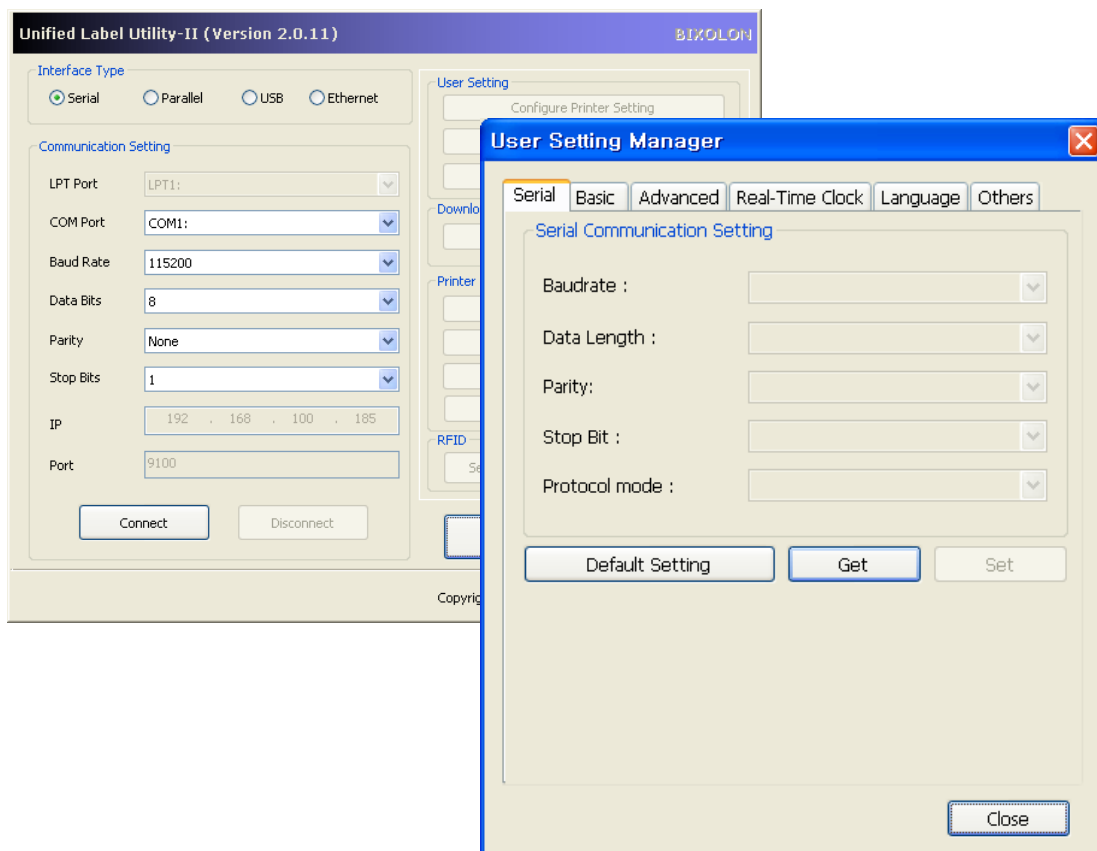 Unified Label Utility-II (Version 2.0.11)
BIXOLON
Interface Type
Serial
Parallel
USB
Ethernet
Communication Setting
LPT Port
LPT1:
COM Port
COM1:
Baud Rate
115200
Data Bits
8
Parity
None
Stop Bits
1
IP
192 . 168 . 100 . 185
Port
9100
Connect
Disconnect
User Setting
Configure Printer Setting
Printer
RFID
User Setting Manager
Serial
Basic
Advanced
Real-Time Clock
Language
Others
Serial Communication Setting
Baudrate :
Data Length :
Parity:
Stop Bit :
Protocol mode :
Default Setting
Get
Set
Close